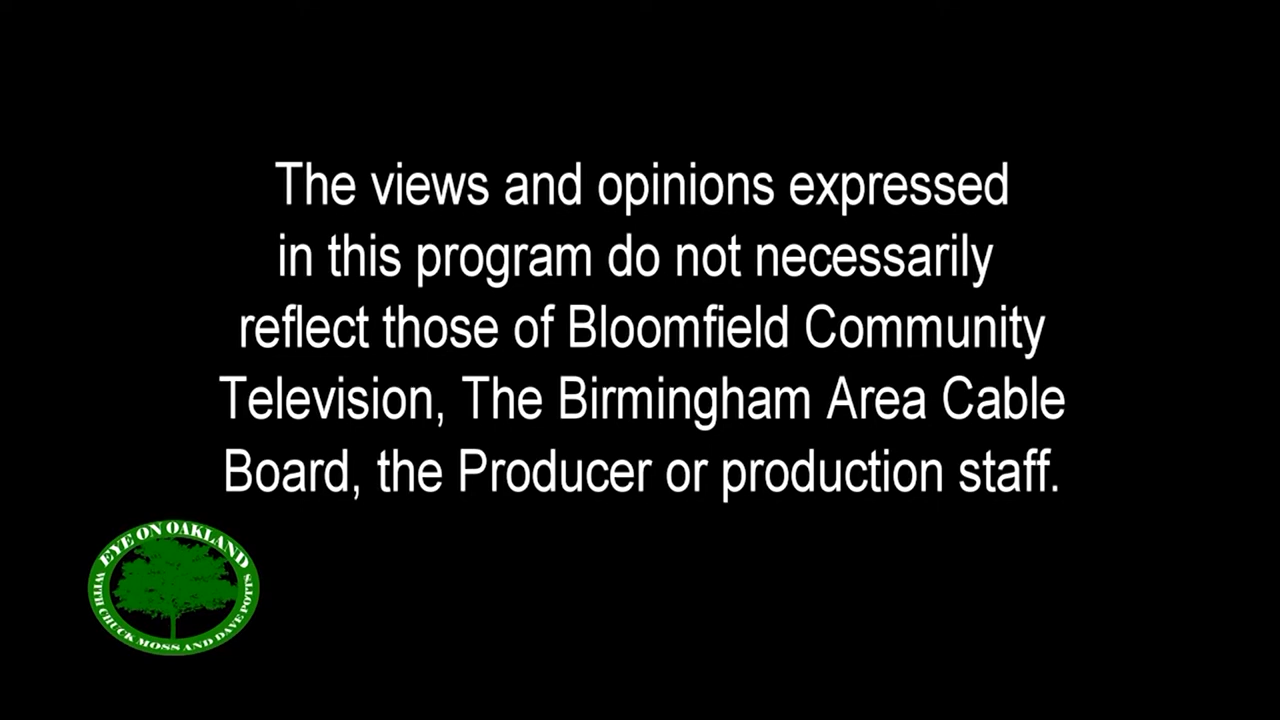 The views and opinions expressed
in this program do not necessarily
reflect those of Bloomfield Community
Television, The Birmingham Area Cable
Board, the Producer or production staff.
EYE ON OAKLAND
WITH CHUCK MOSS AND DAVE POTTS